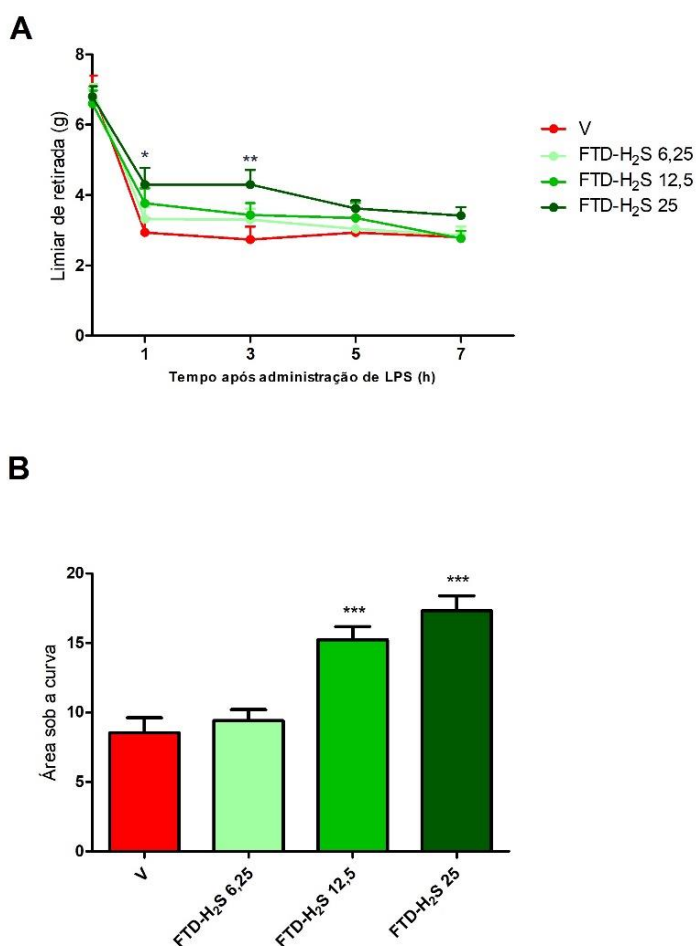 A
8
6
4
2
0
Limiar de retirada (g)
*
**
1
3
5
7
Tempo após administração de LPS (h)
V
FTD-H₂S 6,25
FTD-H₂S 12,5
FTD-H₂S 25
B
20
15
10
5
0
Área sob a curva
***
***
V
FTD-H₂S 6,25
FTD-H₂S 12,5
FTD-H₂S 25